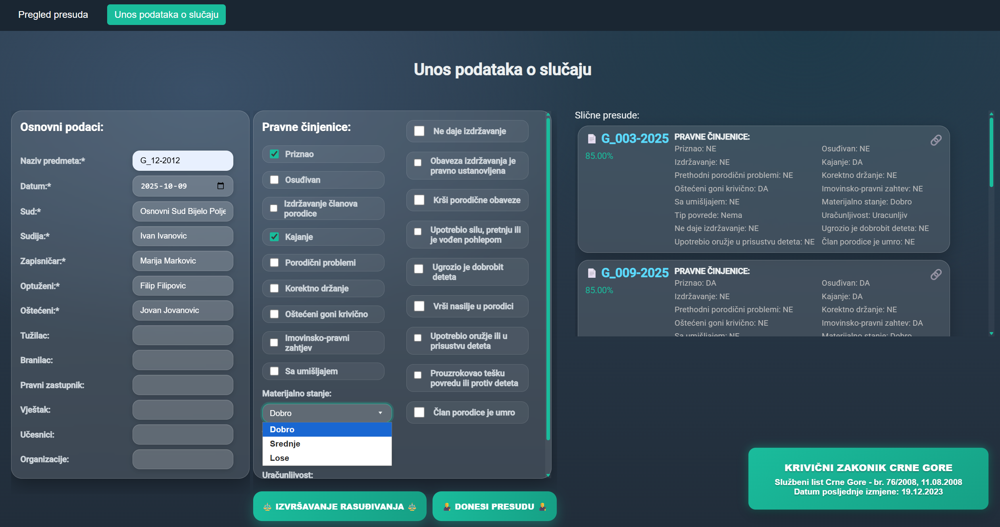 Pregled presuda
Unos podataka o slučaju
Unos podataka o slučaju
Osnovni podaci:
Naziv predmeta:*
G_12-2012
Datum:*
2025-10-09
Sud:*
Osnovni Sud Bijelo Polje
Sudija:*
Ivan Ivanovic
Zapisničar:*
Marija Markovic
Optuženi:*
Filip Filipovic
Oštećeni:*
Jovan Jovanovic
Tužilac:
Branilac:
Pravni zastupnik:
Vještak:
Učesnici:
Organizacije:
Pravne činjenice:
Priznao
Osuđivan
Izdržavanje članova
porodice
Kajanje
Porodični problemi
Korektno držanje
Oštećeni goni krivično
Imovinsko-pravni
zahtjev
Sa umišljajem
Materijalno stanje:
Dobro
Dobro
Srednje
Lose
Uračunljivost:
Ne daje izdržavanje
Obaveza izdržavanja je
pravno ustanovljena
Krši porodične obaveze
Upotrebio silu, pretnju ili
je vođen pohlepom
Ugrozio je dobrobit
deteta
Vrši nasilje u porodici
Upotrebio oružje ili u
prisustvu deteta
Prouzrokovao tešku
povredu ili protiv deteta
Član porodice je umro
IZVRŠAVANJE RASUĐIVANJA
DONESI PRESUDU
Slične presude:
G_003-2025
85.00%
PRAVNE ČINJENICE:
Priznao: NE
Osuđivan: NE
Izdržavanje: NE
Kajanje: DA
Prethodni porodični problemi: NE
Korektno držanje: NE
Oštećeni goni krivično: DA
Imovinsko-pravni zahtev: NE
Sa umišljajem: NE
Materijalno stanje: Dobro
Tip povrede: Nema
Uračunljivost: Uracunljiv
Ne daje izdržavanje: NE
Ugrozio je dobrobit deteta: NE
Upotrebio oružje u prisustvu deteta: NE
Član porodice je umro: NE
G_009-2025
85.00%
PRAVNE ČINJENICE:
Priznao: DA
Osuđivan: DA
Izdržavanje: NE
Kajanje: DA
Prethodni porodični problemi: NE
Korektno držanje: NE
Oštećeni goni krivično: NE
Imovinsko-pravni zahtev: DA
Sa umišljajem: NE
Materijalno stanje: Dobro
KRIVIČNI ZAKONIK CRNE GORE
Službeni list Crne Gore - br. 76/2008, 11.08.2008
Datum posljednje izmjene: 19.12.2023